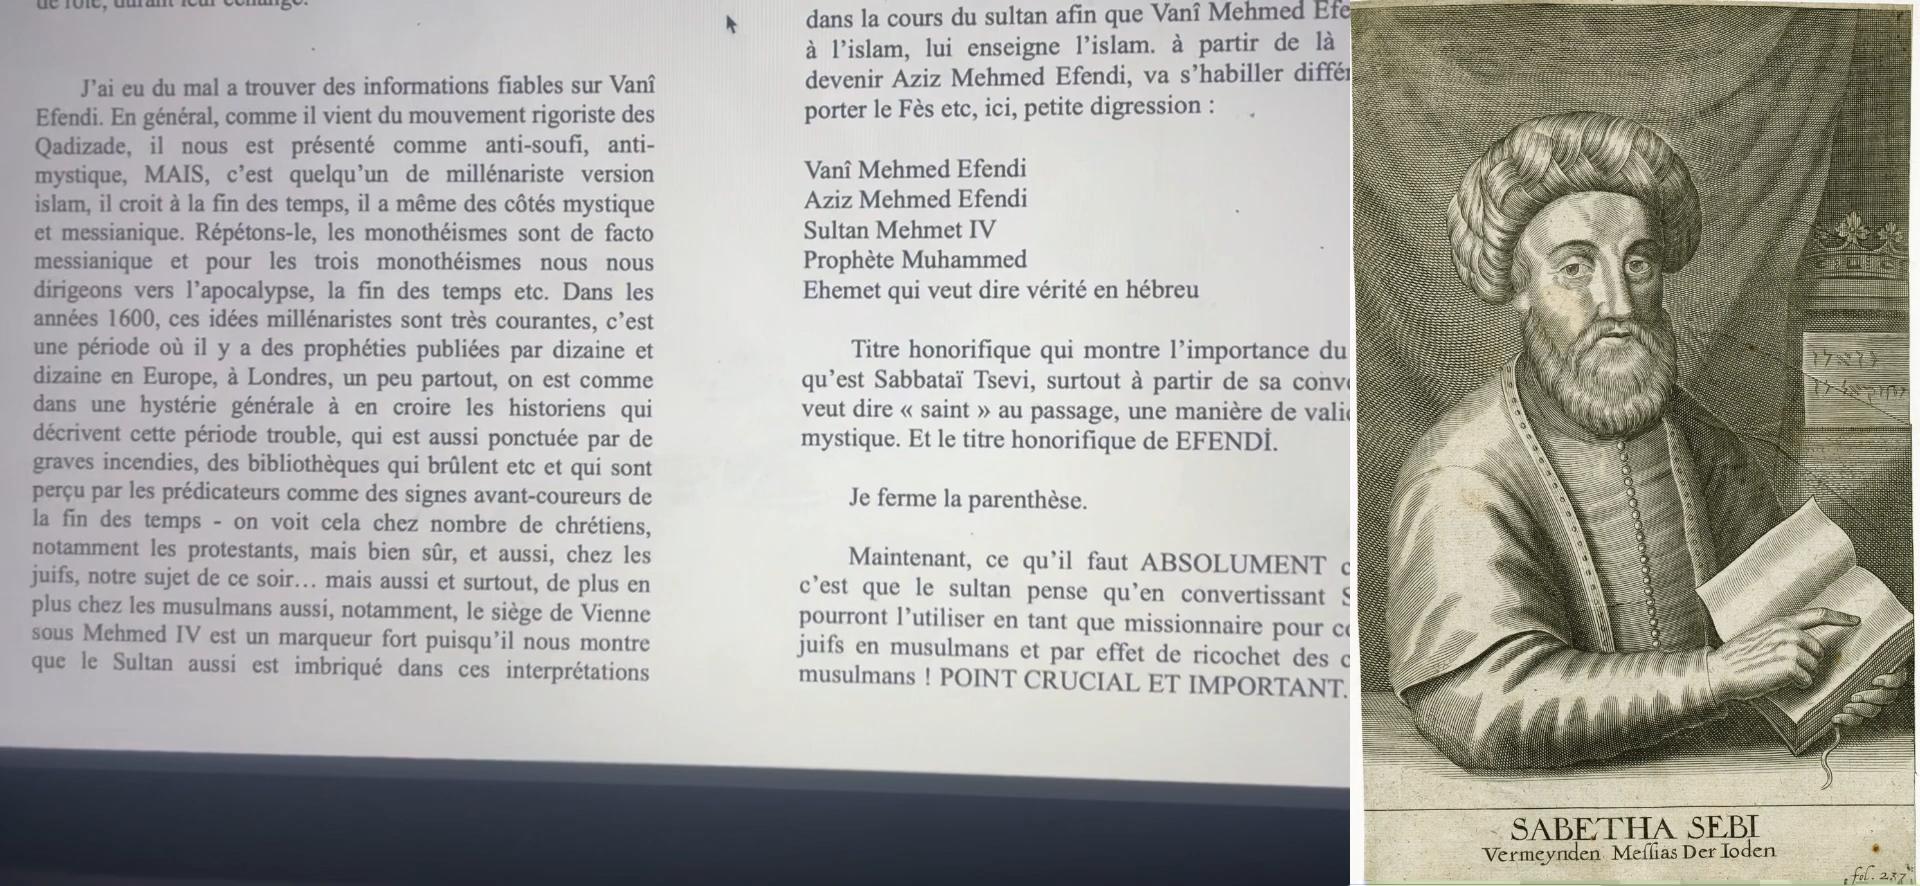 de rôle, durant leur échange.
J’ai eu du mal a trouver des informations fiables sur Vanî
Efendi. En général, comme il vient du mouvement rigoriste des
Qadizade, il nous est présenté comme anti-soufi, anti-
mystique, MAIS, c’est quelqu’un de millénariste version
islam, il croit à la fin des temps, il a même des côtés mystique
et messianique. Répétons-le, les monothéismes sont de facto
messianique et pour les trois monothéismes nous nous
dirigeons vers l’apocalypse, la fin des temps etc. Dans les
années 1600, ces idées millénaristes sont très courantes, c’est
une période où il y a des prophéties publiées par dizaine et
dizaine en Europe, à Londres, un peu partout, on est comme
dans une hystérie générale à en croire les historiens qui
décrivent cette période trouble, qui est aussi ponctuée par de
graves incendies, des bibliothèques qui brûlent etc et qui sont
perçu par les prédicateurs comme des signes avant-coureurs de
la fin des temps - on voit cela chez nombre de chrétiens,
notamment les protestants, mais bien sûr, et aussi, chez les
juifs, notre sujet de ce soir… mais aussi et surtout, de plus en
plus chez les musulmans aussi, notamment, le siège de Vienne
sous Mehmed IV est un marqueur fort puisqu’il nous montre
que le Sultan aussi est imbriqué dans ces interprétations
dans la cours du sultan afin que Vanî Mehmed Efe
à l’islam, lui enseigne l’islam. à partir de là
devenir Aziz Mehmed Efendi, va s’habiller différ
porter le Fès etc, ici, petite digression :
Vanî Mehmed Efendi
Aziz Mehmed Efendi
Sultan Mehmet IV
Prophète Muhammed
Ehemet qui veut dire vérité en hébreu
Titre honorifique qui montre l’importance du
qu’est Sabbataï Tsevi, surtout à partir de sa conv
veut dire « saint » au passage, une manière de vali
mystique. Et le titre honorifique de EFENDİ.
Je ferme la parenthèse.
Maintenant, ce qu’il faut ABSOLUMENT c
c’est que le sultan pense qu’en convertissant S
pourront l’utiliser en tant que missionnaire pour co
juifs en musulmans et par effet de ricochet des c
musulmans ! POINT CRUCIAL ET IMPORTANT.
SABETHA SEBI
Vermeynden Messias Der Ioden
fol. 237